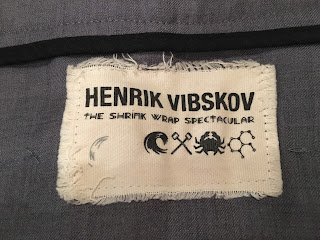 HENRIK VIBSKOV
THE SHRINK WRAP SPECTACULAR